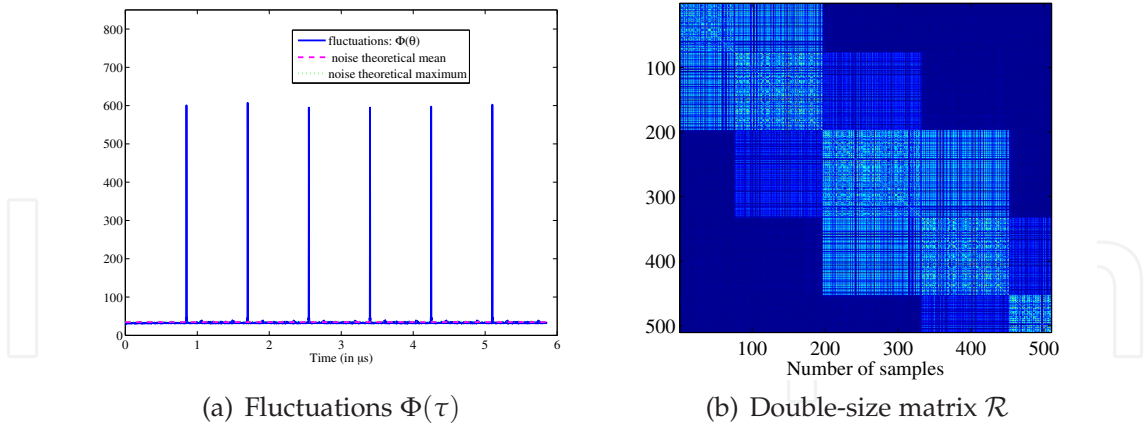 800
700
600
500
400
300
200
100
0
fluctuations: Φ(θ)
noise theoretical mean
noise theoretical maximum
0 1 2 3 4 5 6
Time (in μs)
(a) Fluctuations Φ(τ)
100
200
300
400
500
100 200 300 400 500
Number of samples
(b) Double-size matrix ℛ